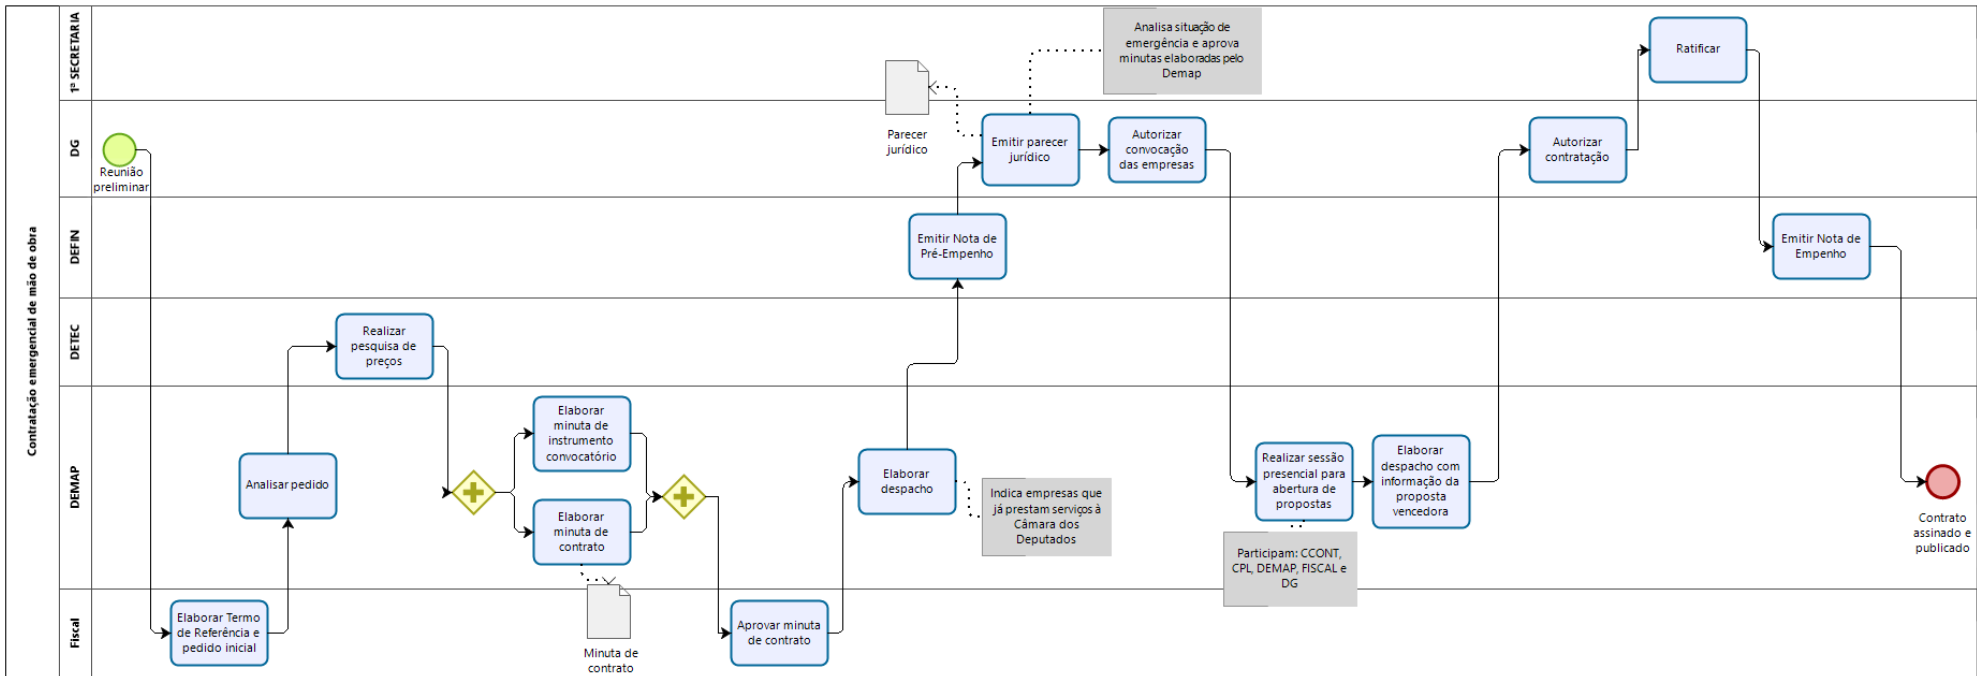 Contratação emergencial de mão de obra
1ª SECRETARIA
DG
DEFIN
DETEC
DEMAP
Fiscal
Reunião
preliminar
Elaborar Termo
de Referência e
pedido inicial
Analisar pedido
Realizar
pesquisa de
preços
Elaborar
minuta de
instrumento
convocatório
Elaborar
minuta de
contrato
Minuta de
contrato
Aprovar minuta
de contrato
Elaborar
despacho
Indica empresas que
já prestam serviços à
Câmara dos
Deputados
Emitir Nota de
Pré-Empenho
Parecer
jurídico
Emitir parecer
jurídico
Analisa situação de
emergência e aprova
minutas elaboradas pelo
Demap
Autorizar
convocação
das empresas
Realizar sessão
presencial para
abertura de
propostas
Participam: CCONT,
CPL, DEMAP, FISCAL e
DG
Elaborar
despacho com
informação da
proposta
vencedora
Autorizar
contratação
Ratificar
Emitir Nota de
Empenho
Contrato
assinado e
publicado